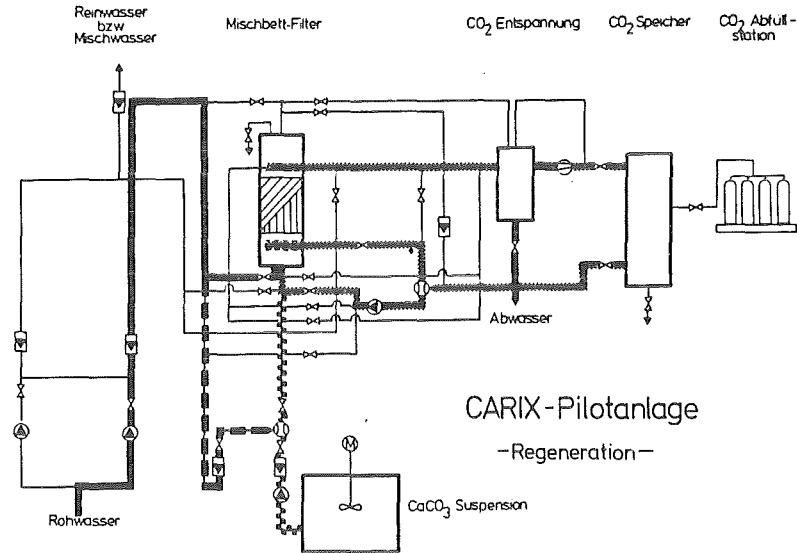 Reinwasser
bzw
Mischwasser
Mischbett-Filter
CO₂ Entspannung
CO₂ Speicher
CO₂ Abfüll-
station
Abwasser
CARIX-Pilotanlage
-Regeneration-
M
CaCO₃ Suspension
Rohwasser